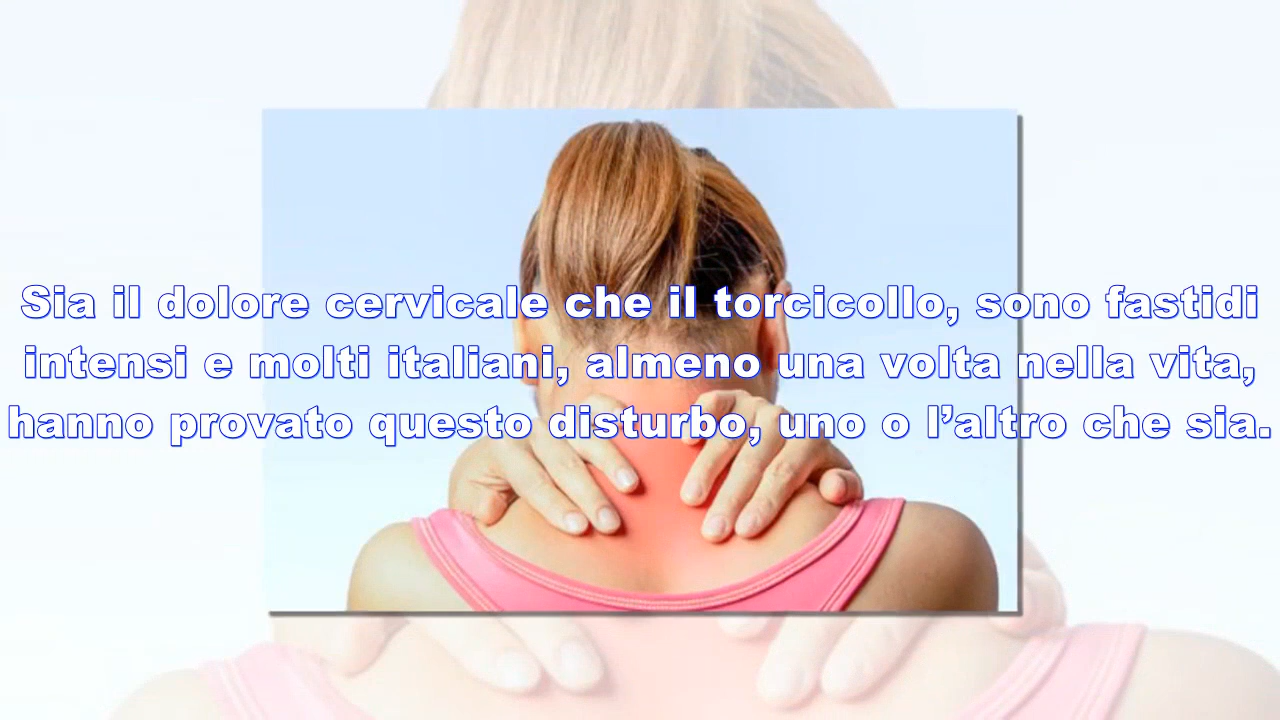 Sia il dolore cervicale che il torcicollo, sono fastidi
intensi e molti italiani, almeno una volta nella vita,
hanno provato questo disturbo, uno o l’altro che sia.